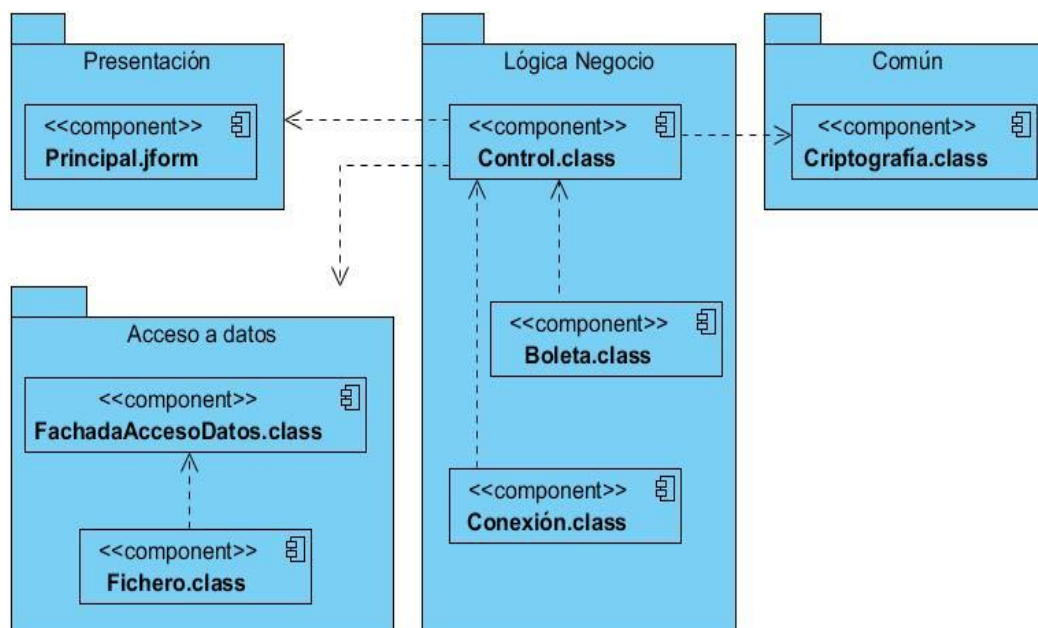 Presentación
<<component>>
Principal.jform
Lógica Negocio
<<component>>
Control.class
<<component>>
Boleta.class
<<component>>
Conexión.class
Común
<<component>>
Criptografía.class
Acceso a datos
<<component>>
FachadaAccesoDatos.class
<<component>>
Fichero.class